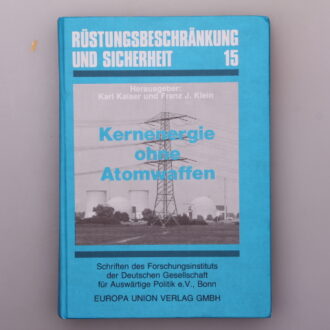 RÜSTUNGSBESCHRÄNKUNG
UND SICHERHEIT 15
Herausgeber:
Karl Kaiser und Franz J. Klein
Kernenergie
ohne
Atomwaffen
Schriften des Forschungsinstituts
der Deutschen Gesellschaft
für Auswärtige Politik e.V., Bonn
EUROPA UNION VERLAG GMBH